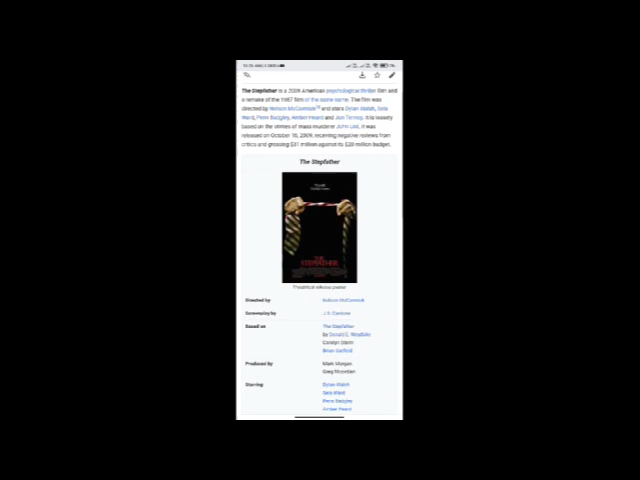 The Stepfather is a 2009 American psychological thriller film and
a remake of the 1987 film of the same name. The film was
directed by Nelson McCormick and stars Dylan Walsh, Sela
Ward, Penn Badgley, Amber Heard and Jon Tenney. It is loosely
based on the crimes of mass murderer John List. It was
released on October 16, 2009, receiving negative reviews from
critics and grossing $31 million against its $20 million budget.
The Stepfather
THE
STEPFATHER
Theatrical release poster
Directed by Nelson McCormick
Screenplay by J.S. Cardone
Based on The Stepfather
by Donald E. Westlake
Carolyn
Brian Garfield
Produced by Mark Morgan
Greg Mooradian
Starring Dylan Walsh
Sela Ward
Penn Badgley
Amber Heard